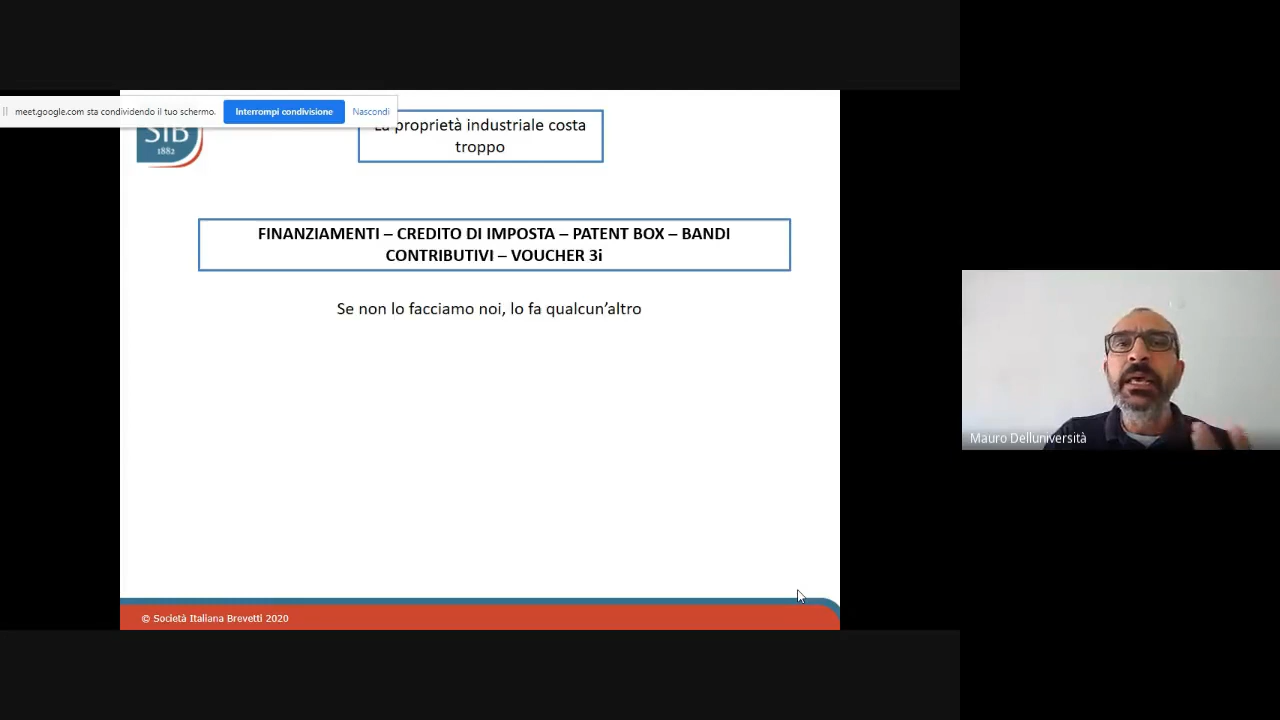 meet.google.com sta condividendo il tuo schermo.
Interrompi condivisione
Nascondi
SIB
1882
La proprietà industriale costa
troppo
FINANZIAMENTI – CREDITO DI IMPOSTA – PATENT BOX – BANDI
CONTRIBUTIVI – VOUCHER 3i
Se non lo facciamo noi, lo fa qualcun’altro
Mauro Delluniversità
© Società Italiana Brevetti 2020